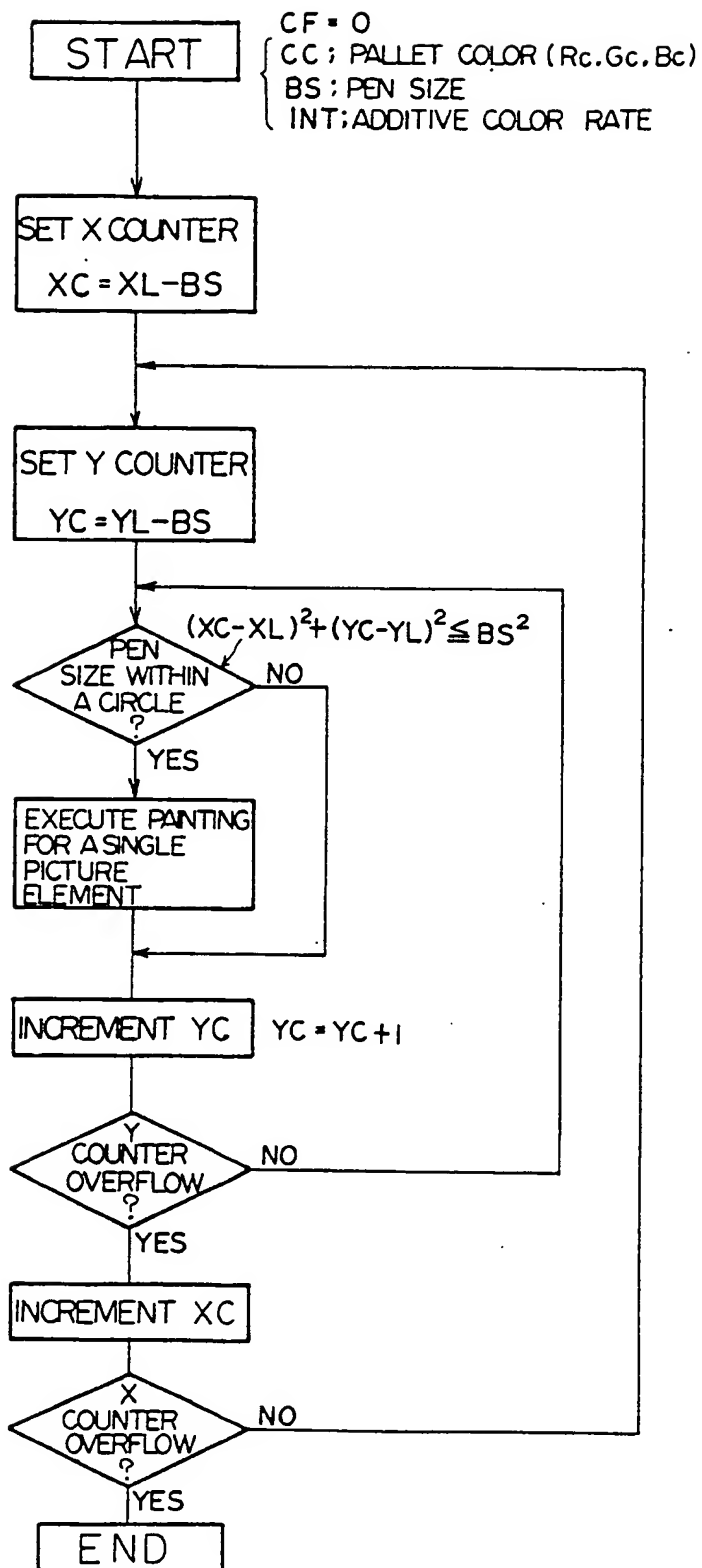 START
CF = 0
CC ; PALLET COLOR (Rc.Gc.Bc)
BS ; PEN SIZE
INT ; ADDITIVE COLOR RATE
SET X COUNTER
XC = XL-BS
SET Y COUNTER
YC = YL-BS
(XC-XL)²+(YC-YL)² ≦ BS²
PEN
SIZE WITHIN
A CIRCLE
?
NO
YES
EXECUTE PAINTING
FOR A SINGLE
PICTURE
ELEMENT
INCREMENT YC
YC = YC +1
Y
COUNTER
OVERFLOW
?
NO
YES
INCREMENT XC
X
COUNTER
OVERFLOW
?
NO
YES
END